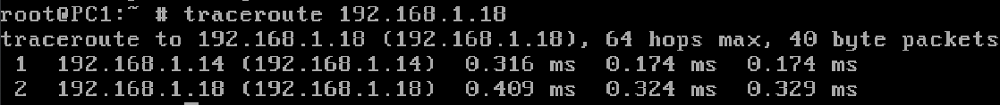 root@PC1:~ # traceroute 192.168.1.18
traceroute to 192.168.1.18 (192.168.1.18), 64 hops max, 40 byte packets
 1  192.168.1.14 (192.168.1.14)  0.316 ms  0.174 ms  0.174 ms
 2  192.168.1.18 (192.168.1.18)  0.409 ms  0.324 ms  0.329 ms